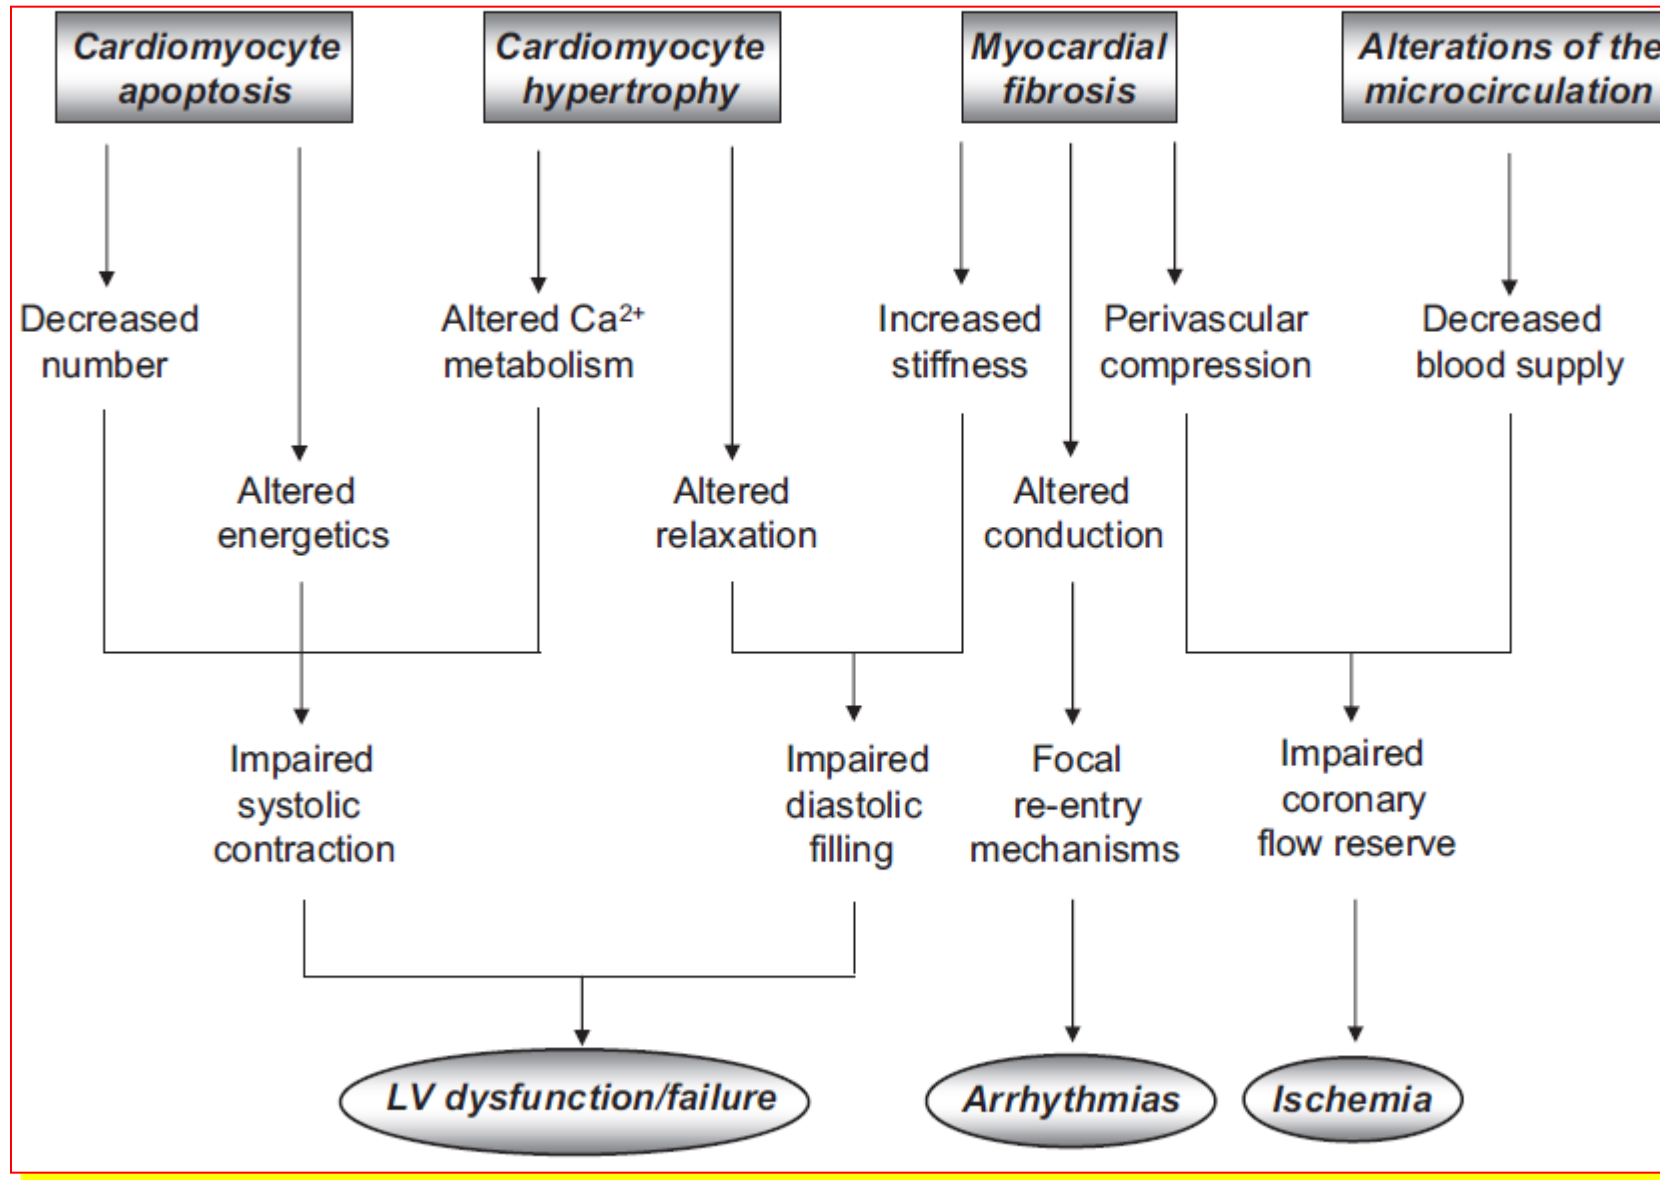 Cardiomyocyte
apoptosis
Cardiomyocyte
hypertrophy
Myocardial
fibrosis
Alterations of the
microcirculation
Decreased
number
Altered Ca²⁺
metabolism
Increased
stiffness
Perivascular
compression
Decreased
blood supply
Altered
energetics
Altered
relaxation
Altered
conduction
Impaired
systolic
contraction
Impaired
diastolic
filling
Focal
re-entry
mechanisms
Impaired
coronary
flow reserve
LV dysfunction/failure
Arrhythmias
Ischemia